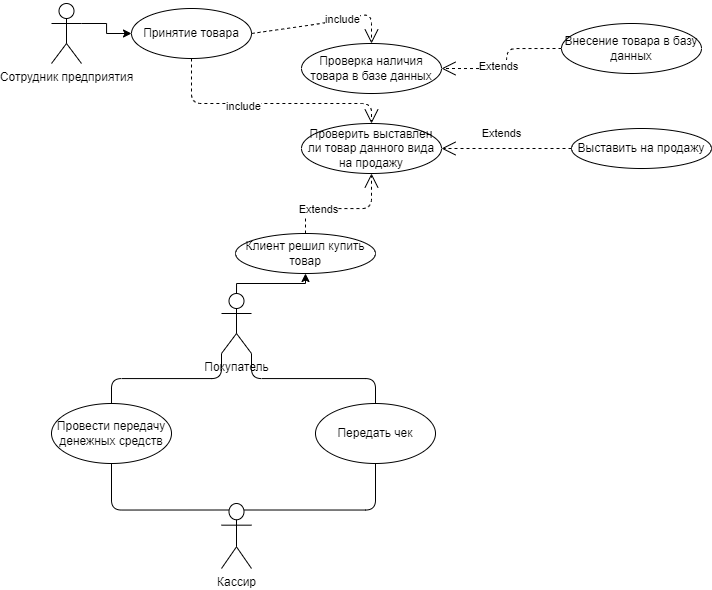 Сотрудник предприятия
Принятие товара
include
Проверка наличия
товара в базе данных
Extends
Внесение товара в базу
данных
include
Проверить выставлен
ли товар данного вида
на продажу
Extends
Выставить на продажу
Extends
Клиент решил купить
товар
Покупатель
Провести передачу
денежных средств
Передать чек
Кассир